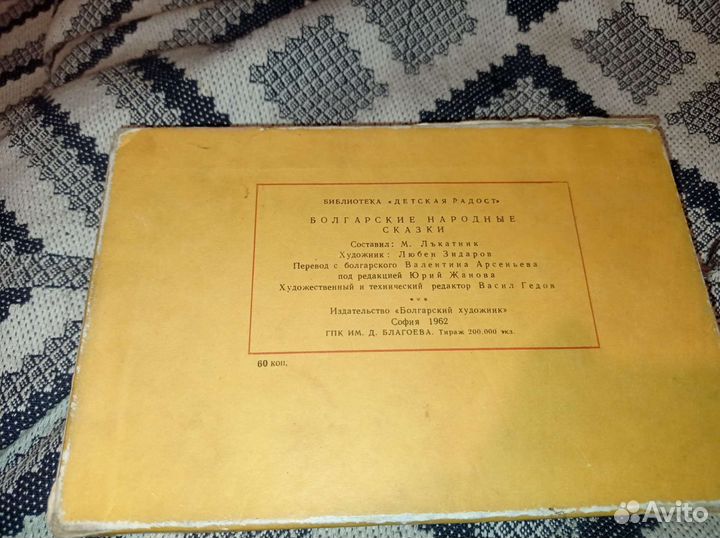 БИБЛИОТЕКА «ДЕТСКАЯ РАДОСТ»
БОЛГАРСКИЕ НАРОДНЫЕ
СКАЗКИ
Составил: М. Лъкатник
Художник: Любен Зидаров
Перевод с болгарского Валентина Арсеньева
под редакцией Юрий Жанова
Художественный и технический редактор Васил Гедов
Издательство «Болгарский художник»
София 1962
ГПК ИМ. Д. БЛАГОЕВА. Тираж 200.000 экз.
60 коп.
Avito